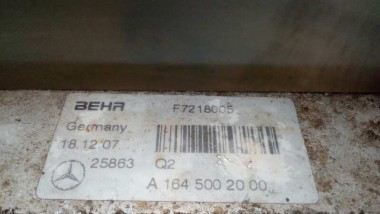 BEHR F7218005
Germany
18.12.07
25863 Q2
A 164 500 20 00